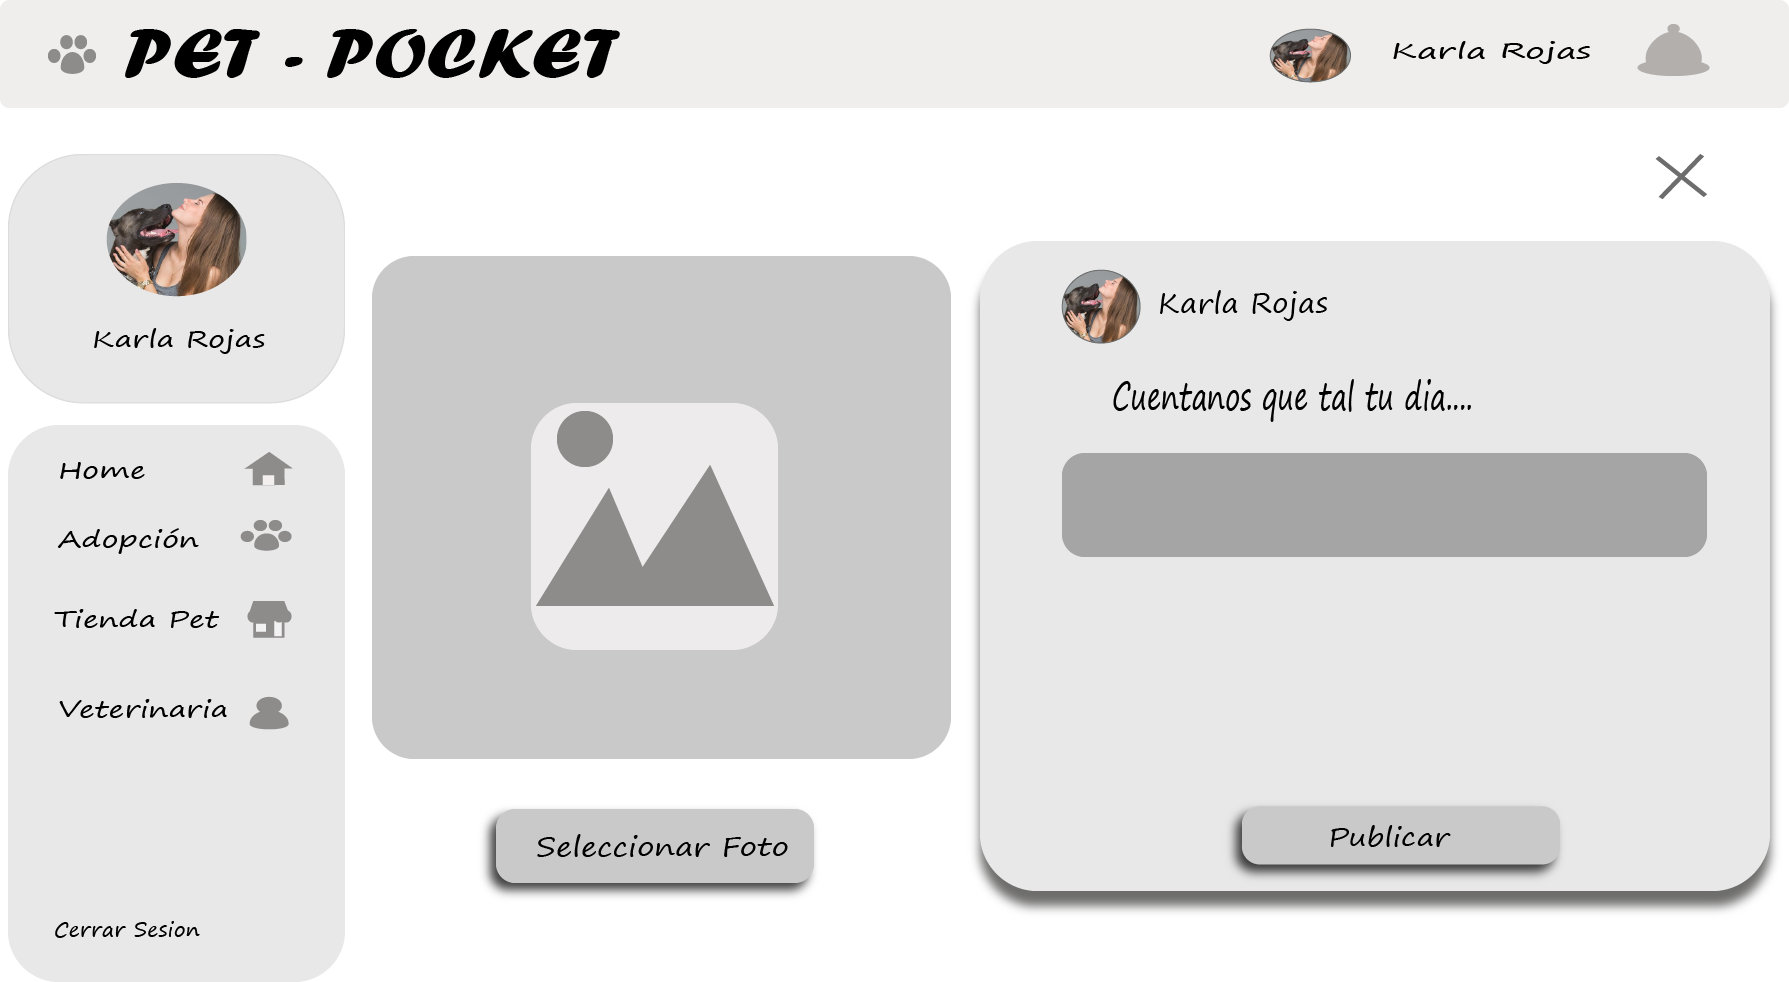 PET - POCKET
Karla Rojas
Karla Rojas
Home
Adopción
Tienda Pet
Veterinaria
Cerrar Sesion
Seleccionar Foto
Karla Rojas
Cuentanos que tal tu dia....
Publicar